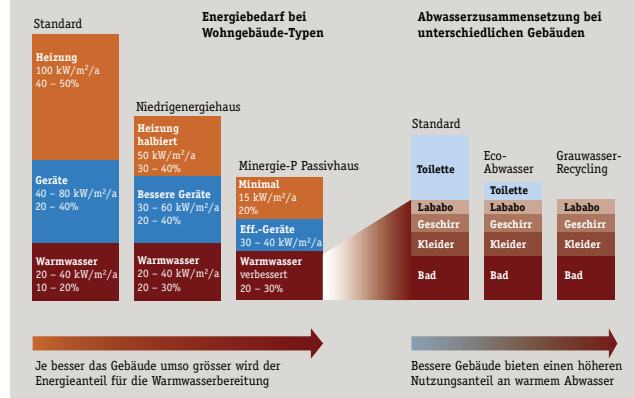 Energiebedarf bei
Wohngebäude-Typen
Standard
Heizung
100 kW/m²/a
40 – 50%
Geräte
40 – 80 kW/m²/a
20 – 40%
Warmwasser
20 – 40 kW/m²/a
10 – 20%
Niedrigenergiehaus
Heizung
halbiert
50 kW/m²/a
30 – 40%
Bessere Geräte
30 – 60 kW/m²/a
20 – 40%
Warmwasser
20 – 40 kW/m²/a
20 – 30%
Minergie-P Passivhaus
Minimal
15 kW/m²/a
20%
Eff.-Geräte
30 – 40 kW/m²/a
Warmwasser
verbessert
20 – 30%
Je besser das Gebäude umso grösser wird der
Energieanteil für die Warmwasserbereitung
Abwasserzusammensetzung bei
unterschiedlichen Gebäuden
Standard
Toilette
Lababo
Geschirr
Kleider
Bad
Eco-
Abwasser
Toilette
Lababo
Geschirr
Kleider
Bad
Grauwasser-
Recycling
Lababo
Geschirr
Kleider
Bad
Bessere Gebäude bieten einen höheren
Nutzungsanteil an warmem Abwasser